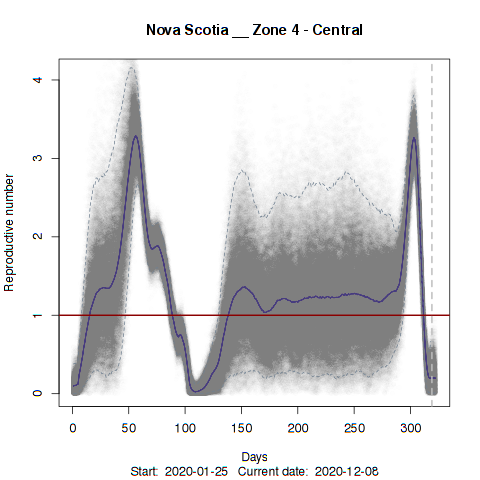 Nova Scotia __ Zone 4 - Central
Reproductive number
4
3
2
1
0
0 50 100 150 200 250 300
Days
Start: 2020-01-25 Current date: 2020-12-08